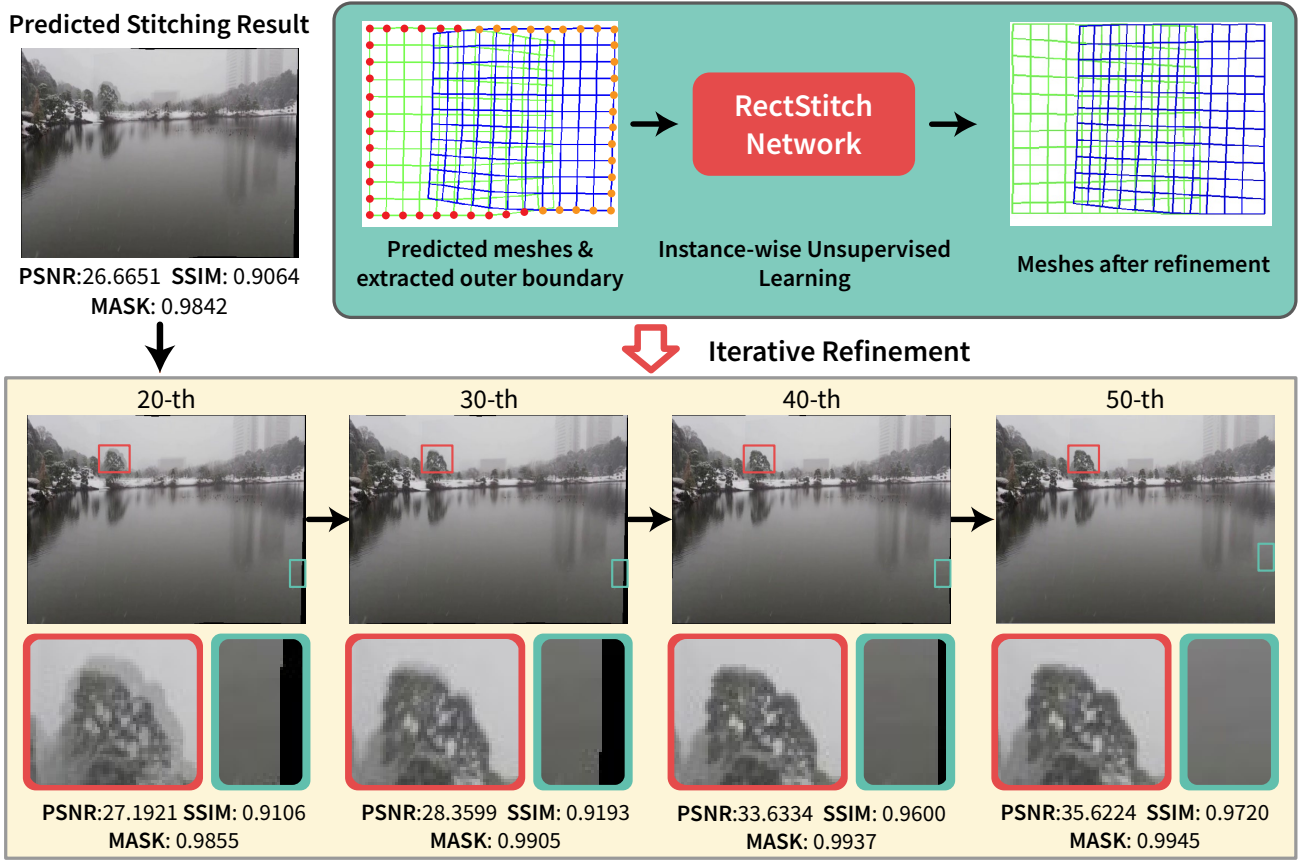 Predicted Stitching Result
PSNR:26.6651 SSIM: 0.9064
MASK: 0.9842
RectStitch
Network
Predicted meshes &
extracted outer boundary
Instance-wise Unsupervised
Learning
Meshes after refinement
Iterative Refinement
20-th
30-th
40-th
50-th
PSNR:27.1921 SSIM: 0.9106
MASK: 0.9855
PSNR:28.3599 SSIM: 0.9193
MASK: 0.9905
PSNR:33.6334 SSIM: 0.9600
MASK: 0.9937
PSNR:35.6224 SSIM: 0.9720
MASK: 0.9945